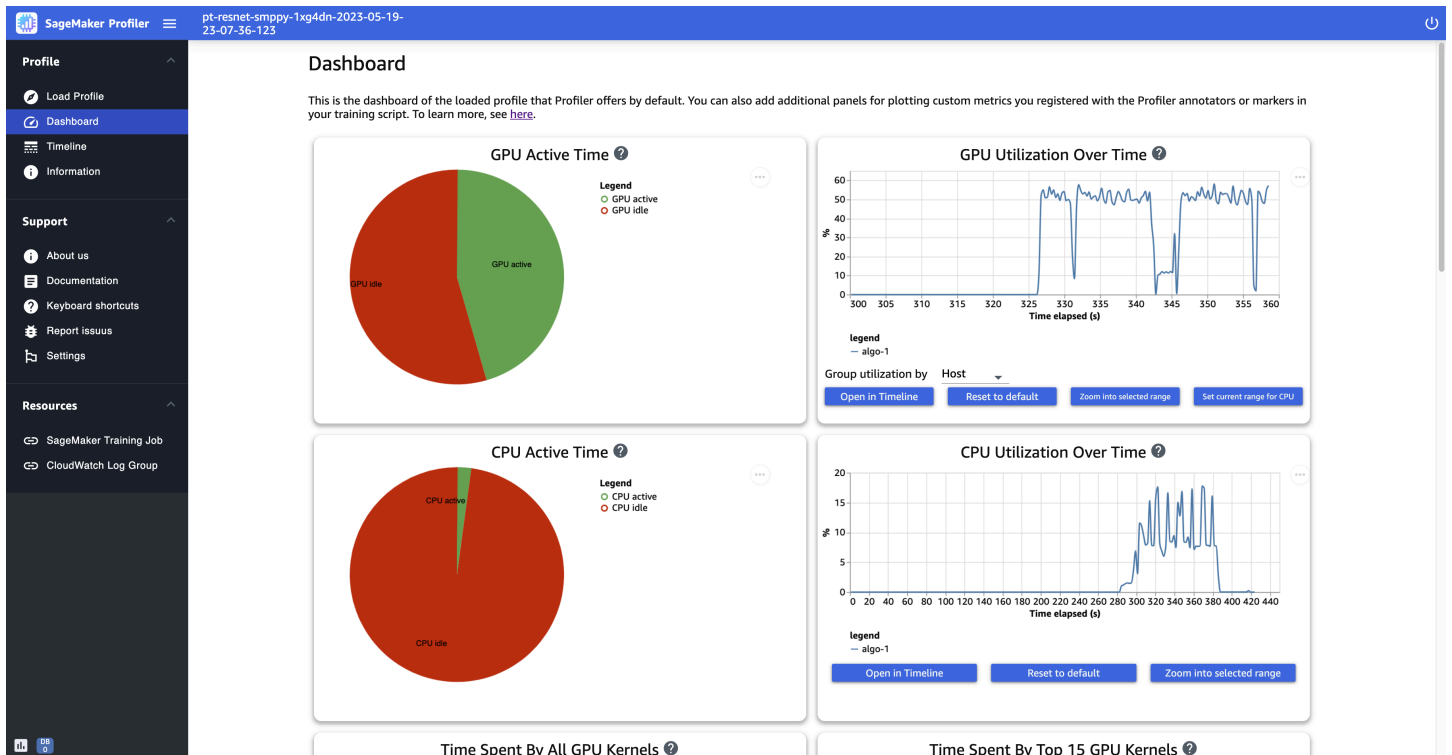 SageMaker Profiler
pt-resnet-smppy-1xg4dn-2023-05-19-
23-07-36-123
Profile
Load Profile
Dashboard
Timeline
Information
Support
About us
Documentation
Keyboard shortcuts
Report issuus
Settings
Resources
SageMaker Training Job
CloudWatch Log Group
DB
0
Dashboard
This is the dashboard of the loaded profile that Profiler offers by default. You can also add additional panels for plotting custom metrics you registered with the Profiler annotators or markers in
your training script. To learn more, see here.
GPU Active Time ?
Legend
GPU active
GPU idle
GPU active
GPU idle
GPU Utilization Over Time ?
60
50
40
30
20
10
0
%
300 305 310 315 320 325 330 335 340 345 350 355 360
Time elapsed (s)
legend
algo-1
Group utilization by Host
Open in Timeline Reset to default Zoom into selected range Set current range for CPU
CPU Active Time ?
Legend
CPU active
CPU idle
CPU active
CPU idle
CPU Utilization Over Time ?
20
15
10
5
0
%
0 20 40 60 80 100 120 140 160 180 200 220 240 260 280 300 320 340 360 380 400 420 440
Time elapsed (s)
legend
algo-1
Open in Timeline Reset to default Zoom into selected range
Time Spent By All GPU Kernels ?
Time Spent By Top 15 GPU Kernels ?